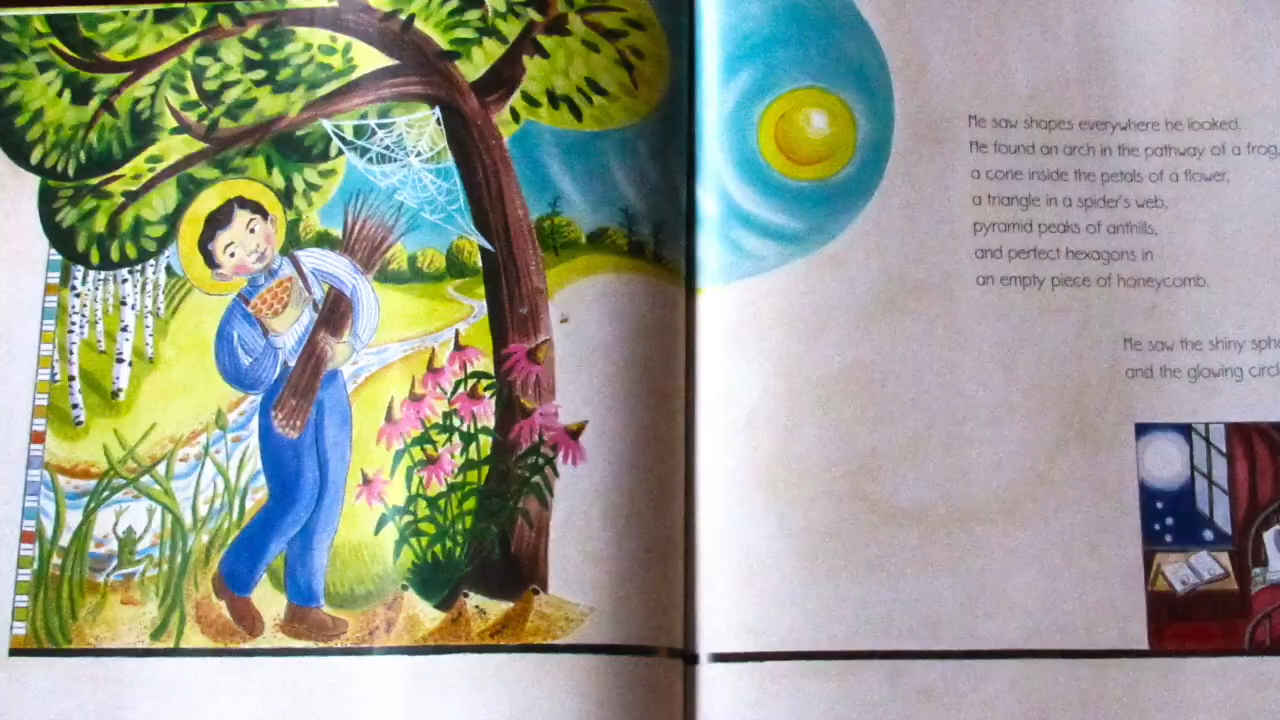 He saw shapes everywhere he looked.
He found an arch in the pathway of a frog,
a cone inside the petals of a flower,
a triangle in a spider's web,
pyramid peaks of anthills,
and perfect hexagons in
an empty piece of honeycomb.
He saw the shiny
and the glowing